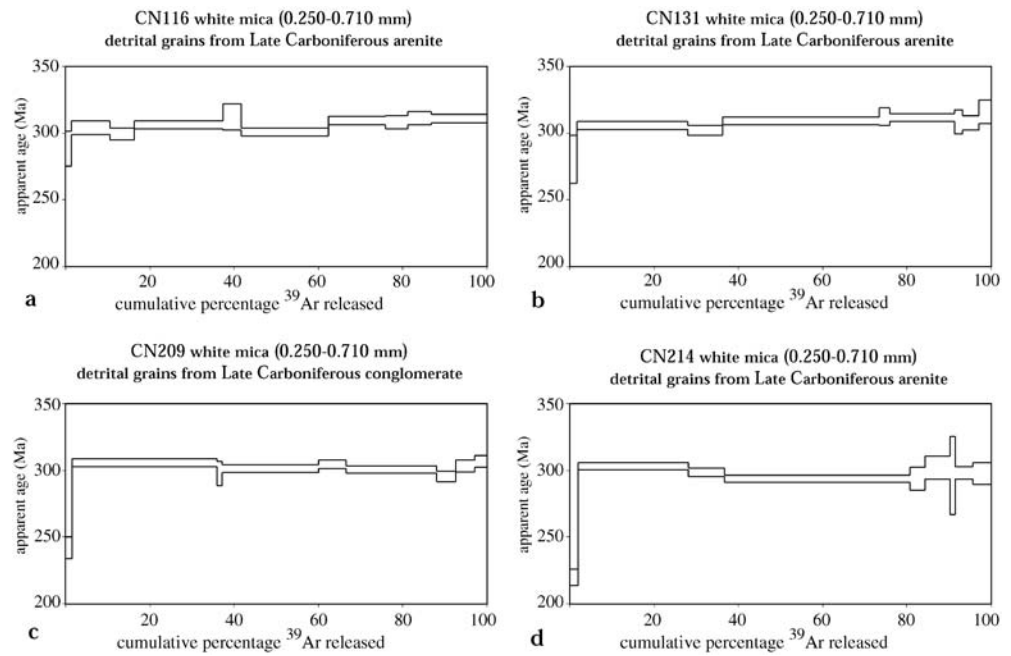 CN116 white mica (0.250-0.710 mm)
detrital grains from Late Carboniferous arenite
350
300
250
200
apparent age (Ma)
20
40
60
80
100
a
cumulative percentage ³⁹Ar released
CN131 white mica (0.250-0.710 mm)
detrital grains from Late Carboniferous arenite
350
300
250
200
apparent age (Ma)
20
40
60
80
100
b
cumulative percentage ³⁹Ar released
CN209 white mica (0.250-0.710 mm)
detrital grains from Late Carboniferous conglomerate
350
300
250
200
apparent age (Ma)
20
40
60
80
100
c
cumulative percentage ³⁹Ar released
CN214 white mica (0.250-0.710 mm)
detrital grains from Late Carboniferous arenite
350
300
250
200
apparent age (Ma)
20
40
60
80
100
d
cumulative percentage ³⁹Ar released